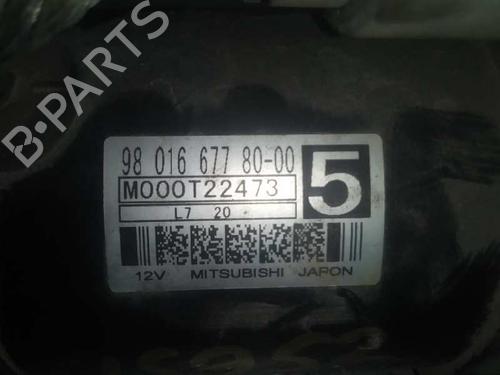 B-PARTS
98 016 677 80-00
M000T22473
5
L7 20
12V MITSUBISHI JAPON